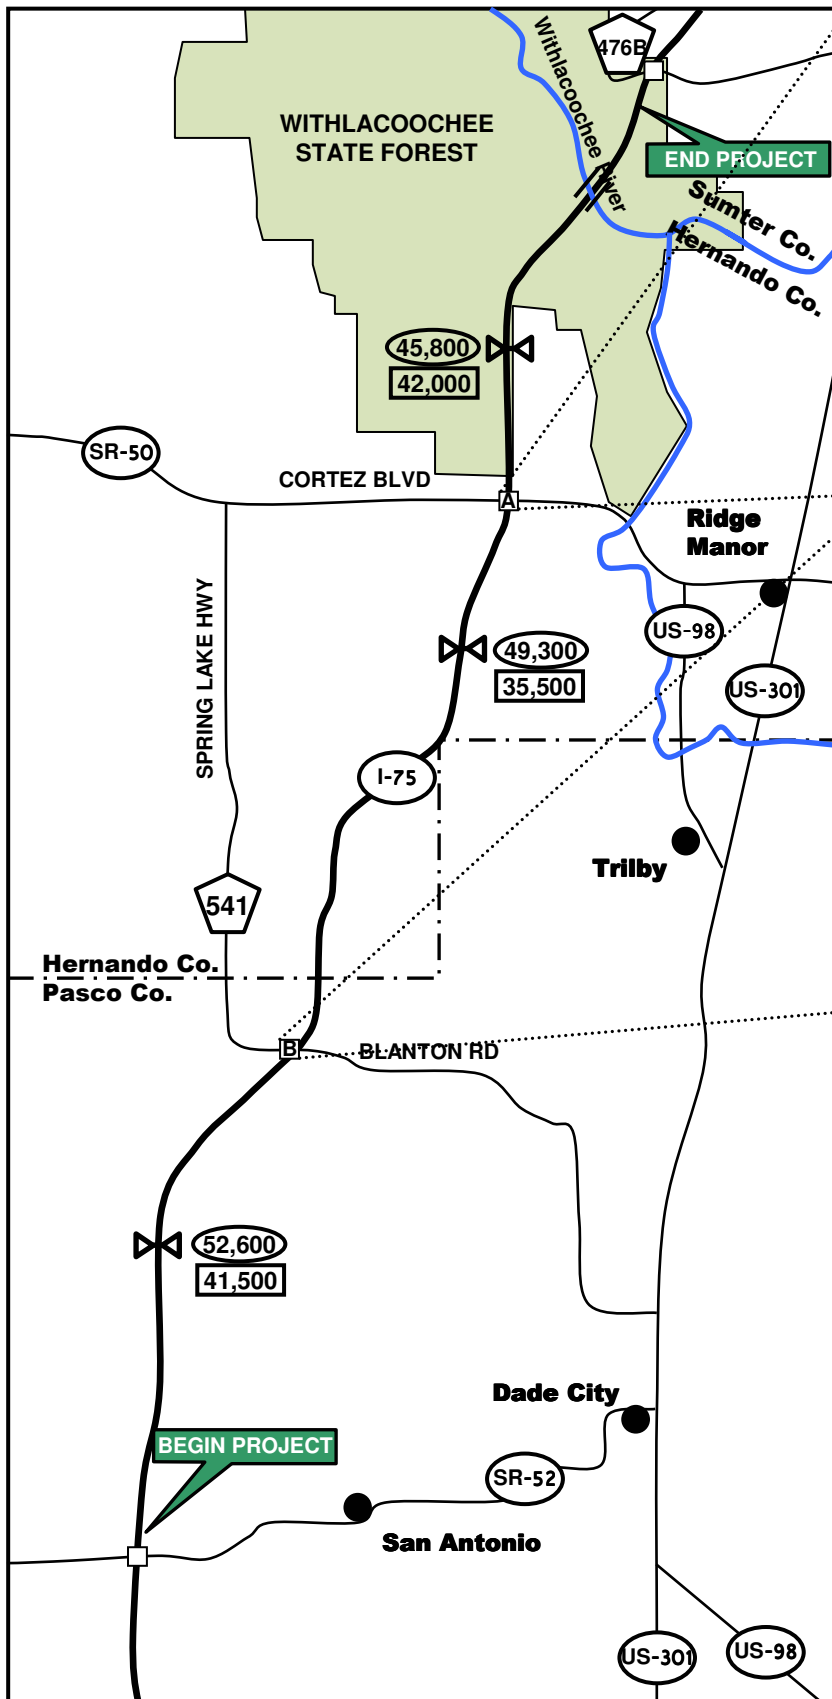 476B
Withlacoochee River
WITHLACOOCHEE
STATE FOREST
END PROJECT
Sumter Co.
Hernando Co.
45,800
42,000
SR-50
CORTEZ BLVD
A
Ridge
Manor
SPRING LAKE HWY
US-98
49,300
35,500
US-301
I-75
Trilby
541
Hernando Co.
Pasco Co.
B
BLANTON RD
52,600
41,500
Dade City
BEGIN PROJECT
SR-52
San Antonio
US-301
US-98